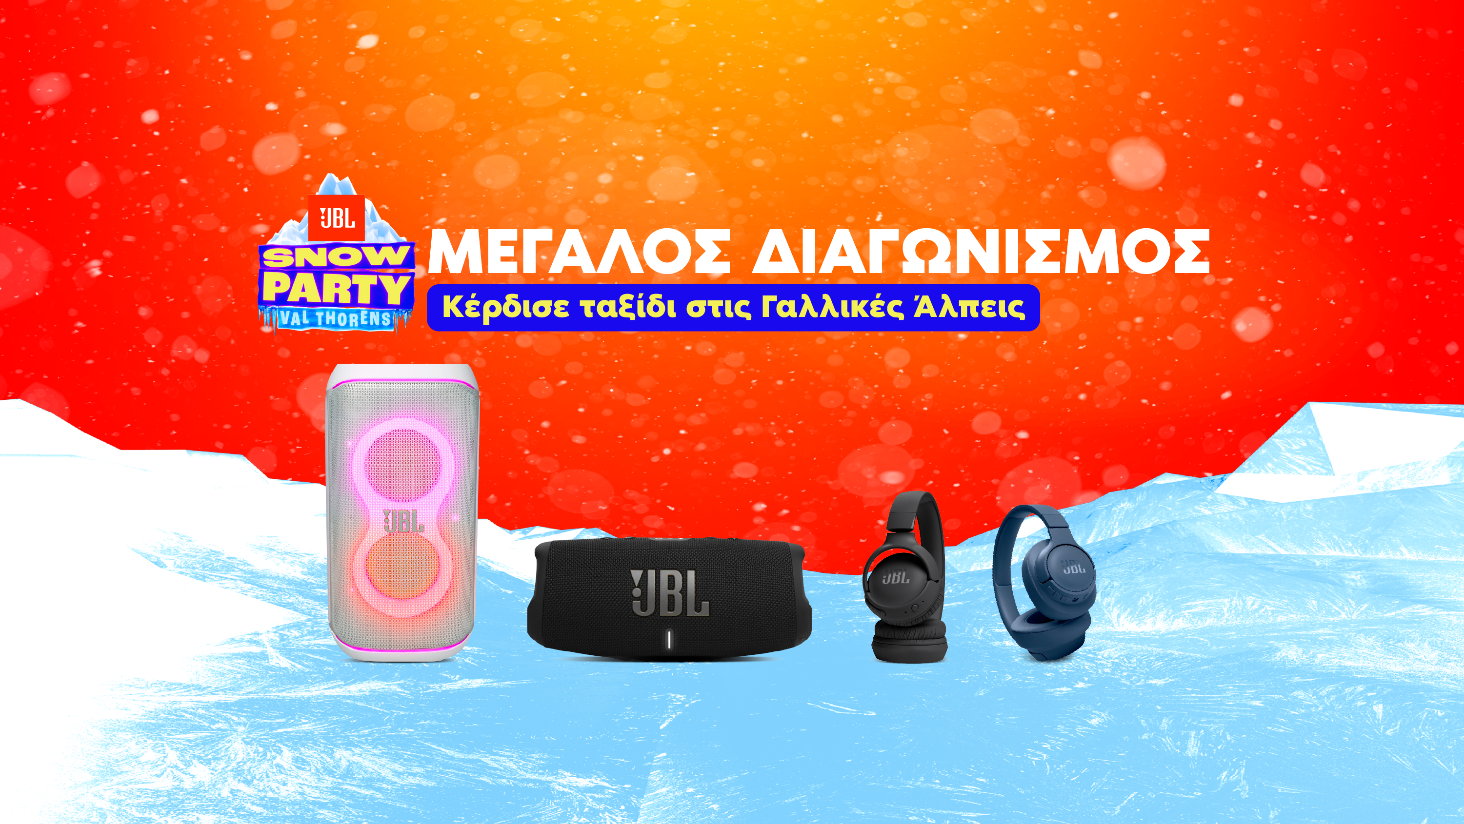 JBL
SNOW
PARTY
VAL THORENS
ΜΕΓΑΛΟΣ ΔΙΑΓΩΝΙΣΜΟΣ
Κέρδισε ταξίδι στις Γαλλικές Άλπεις
JBL
JBL
JBL
JBL